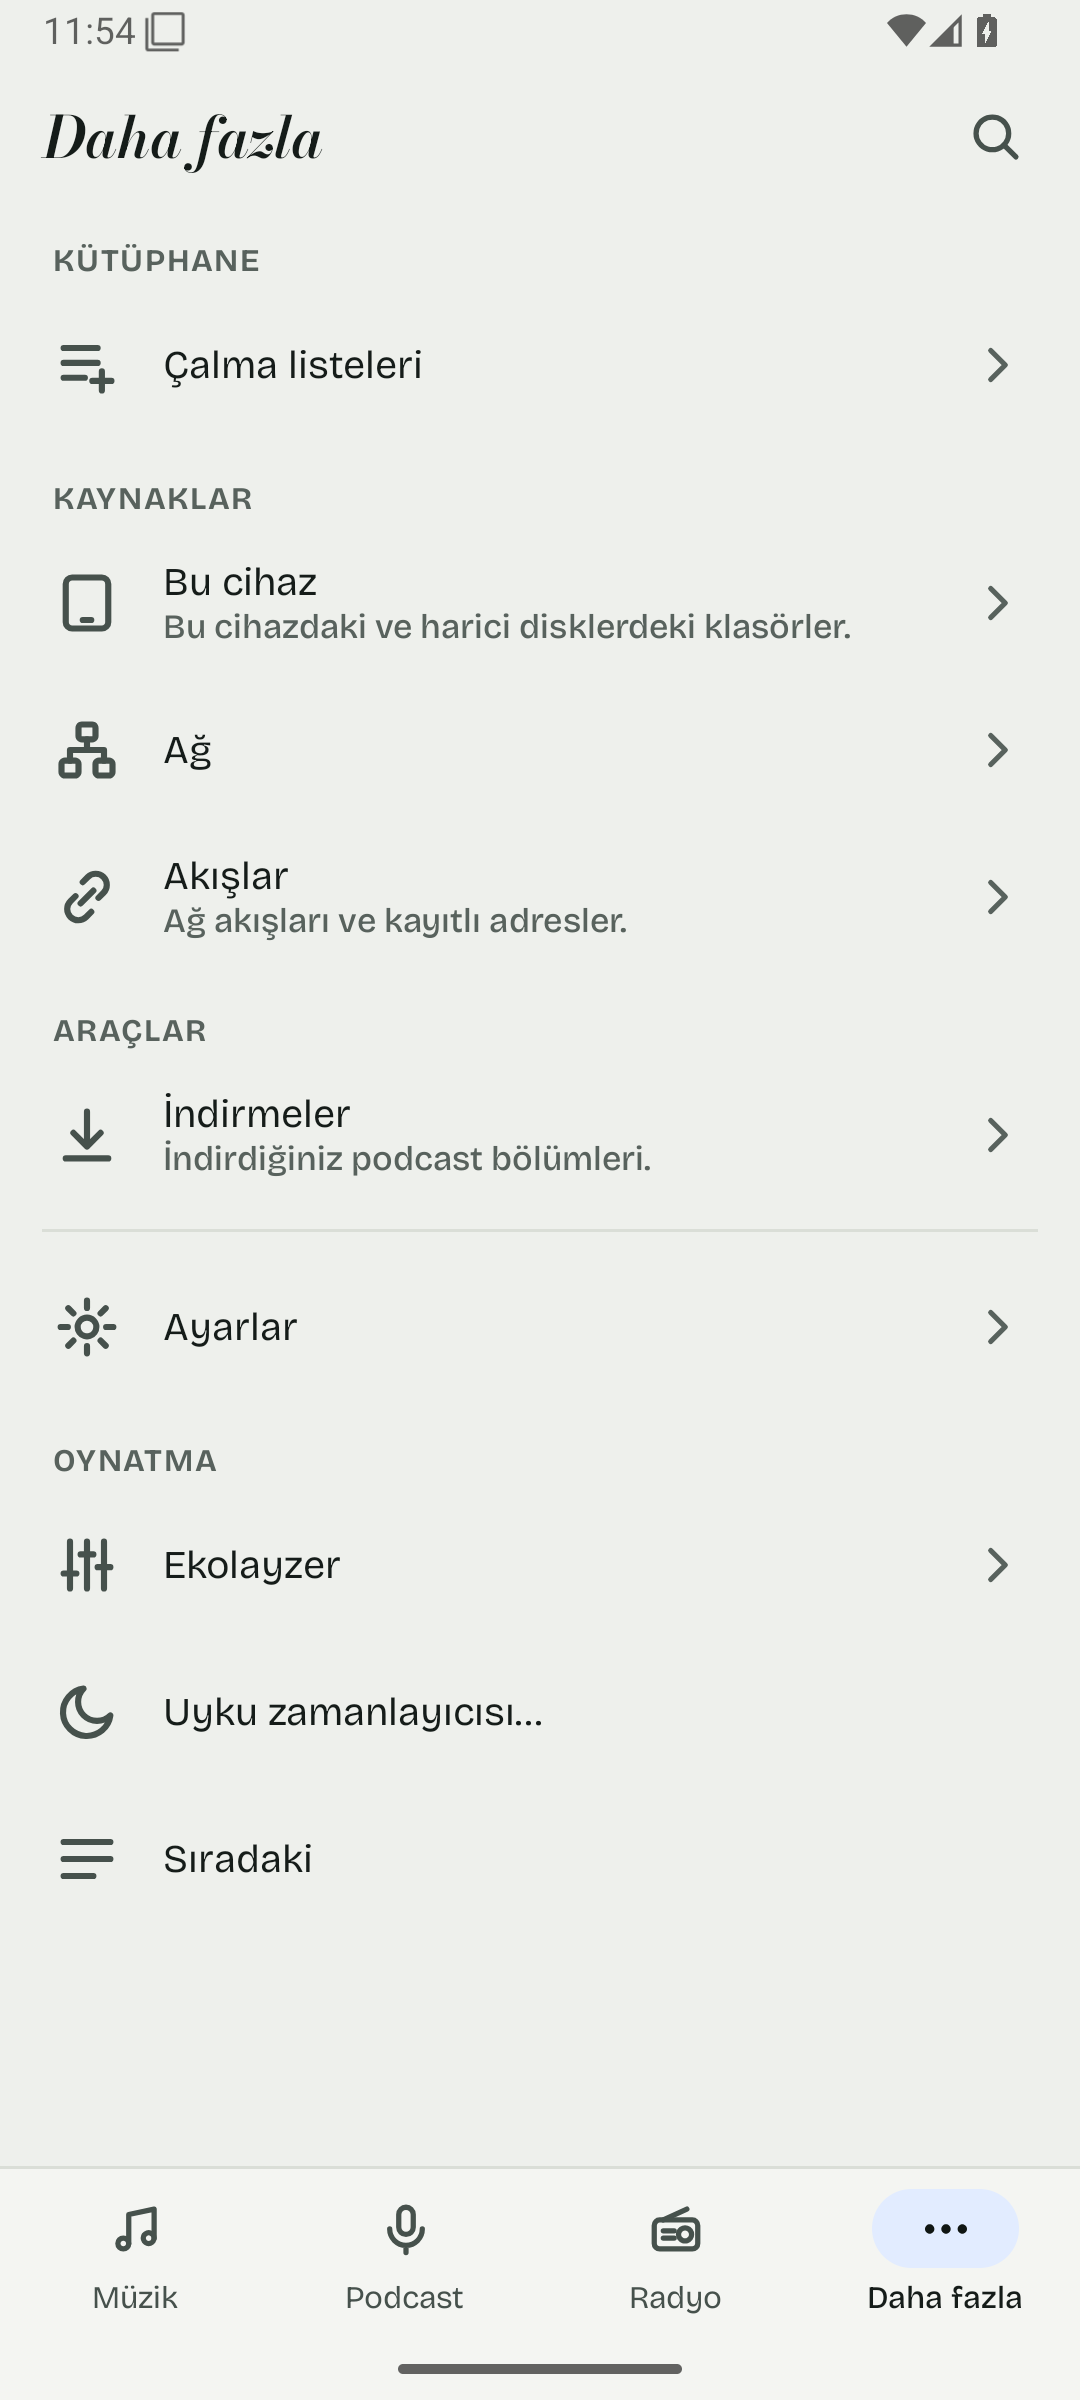 11:54
Daha fazla
KÜTÜPHANE
Çalma listeleri
KAYNAKLAR
Bu cihaz
Bu cihazdaki ve harici disklerdeki klasörler.
Ağ
Akışlar
Ağ akışları ve kayıtlı adresler.
ARAÇLAR
İndirmeler
İndirdiğiniz podcast bölümleri.
Ayarlar
OYNATMA
Ekolayzer
Uyku zamanlayıcısı...
Sıradaki
Müzik
Podcast
Radyo
Daha fazla